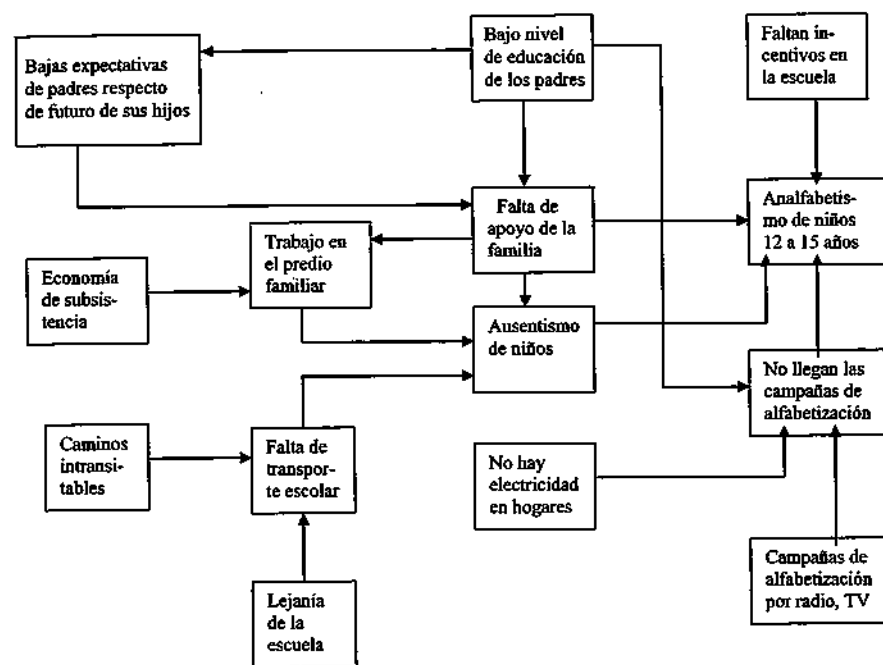 Bajas expectativas
de padres respecto
de futuro de sus hijos
Bajo nivel
de educación
de los padres
Faltan in-
centivos en
la escuela
Falta de
apoyo de la
familia
Analfabetis-
mo de niños
12 a 15 años
Trabajo en
el predio
familiar
Economía
de subsis-
tencia
Ausentismo
de niños
No llegan las
campañas de
alfabetización
Caminos
intransi-
tables
Falta de
transpor-
te escolar
No hay
electricidad
en hogares
Campañas de
alfabetización
por radio, TV
Lejanía
de la
escuela